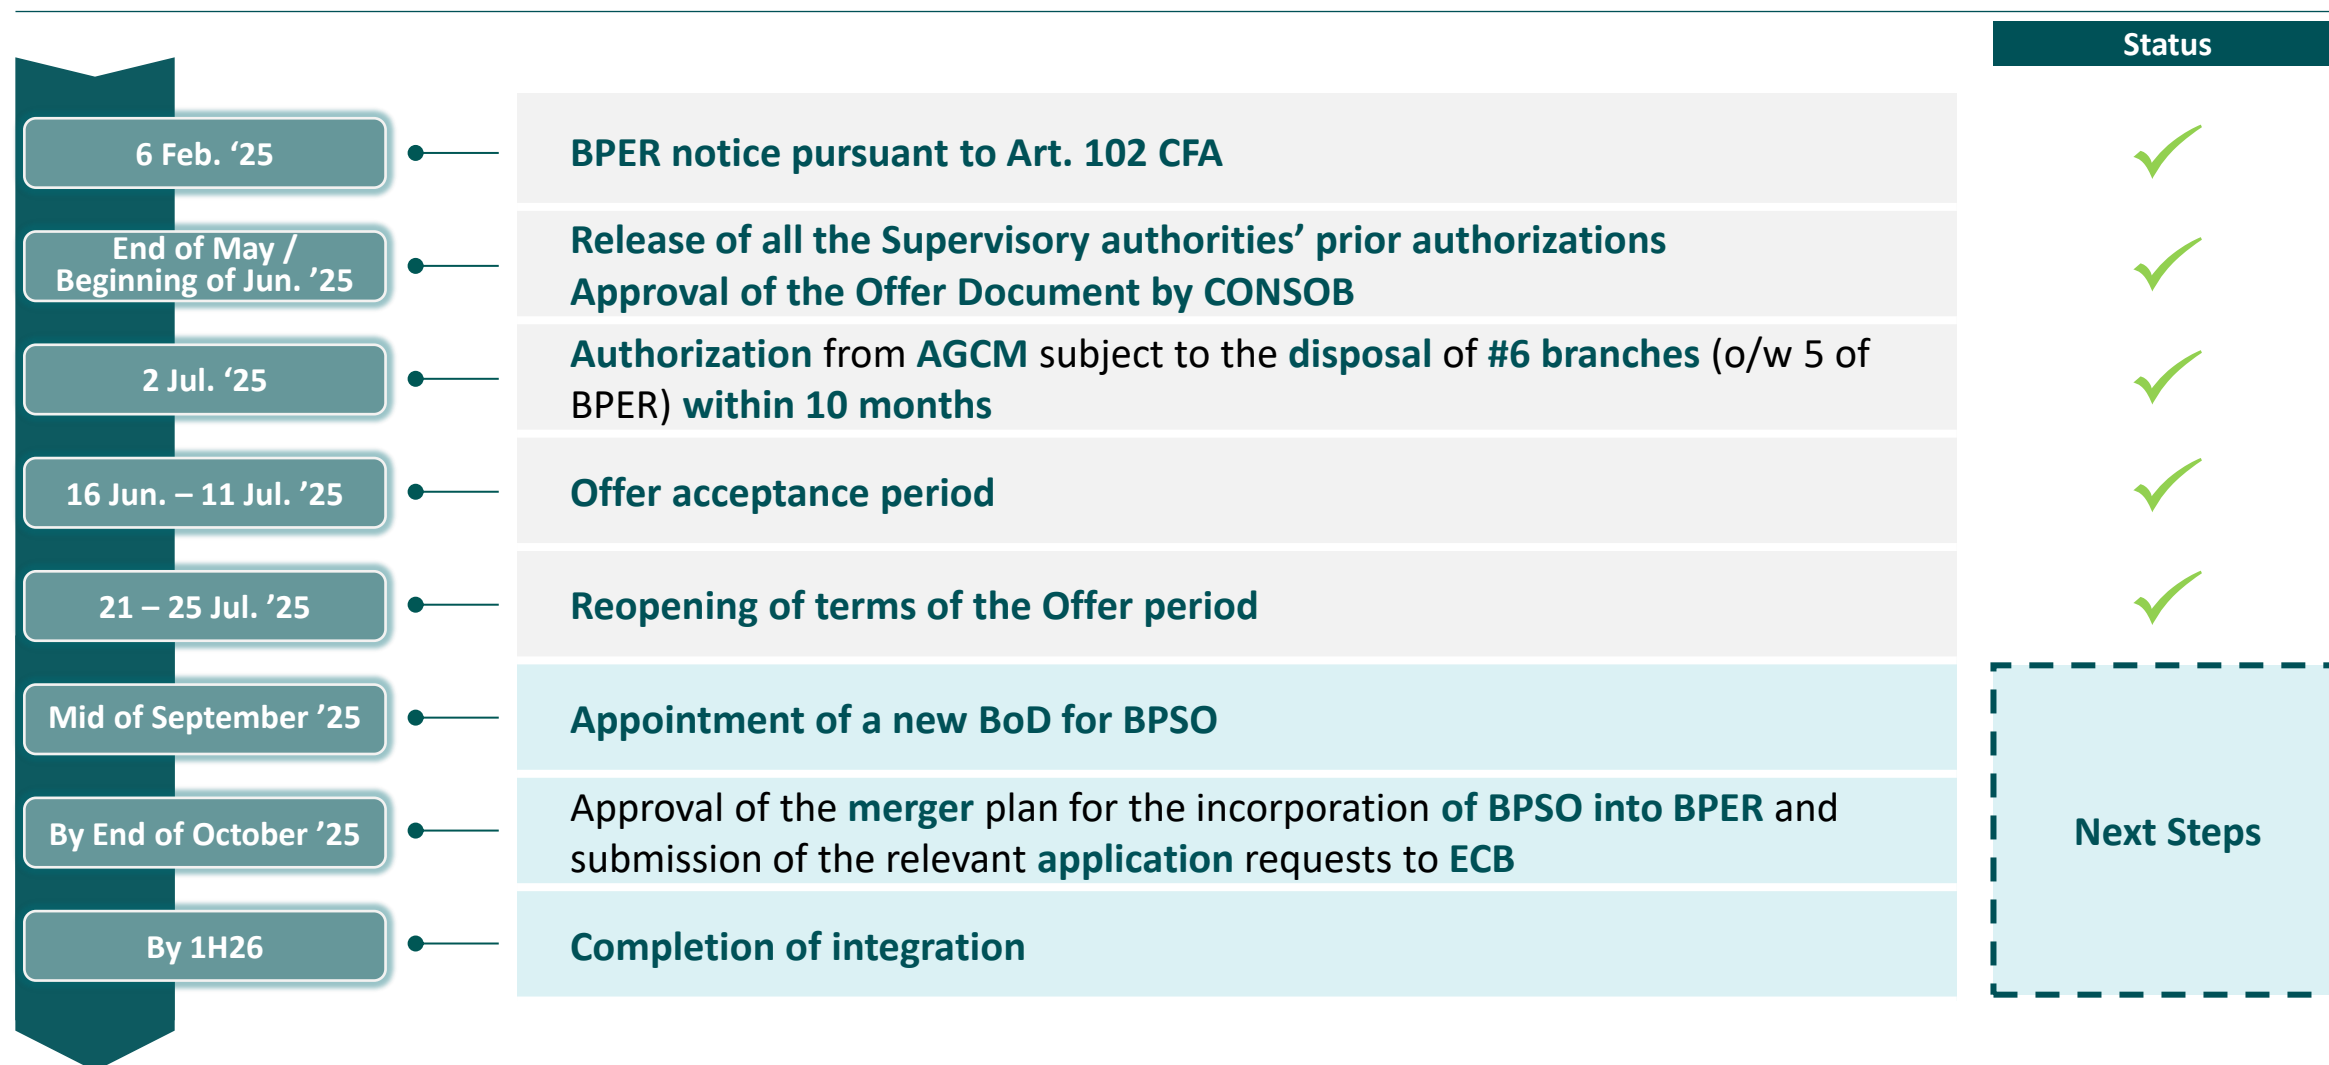 Status
6 Feb. ‘25
BPER notice pursuant to Art. 102 CFA
End of May /
Beginning of Jun. ’25
Release of all the Supervisory authorities’ prior authorizations
Approval of the Offer Document by CONSOB
2 Jul. ‘25
Authorization from AGCM subject to the disposal of #6 branches (o/w 5 of
BPER) within 10 months
16 Jun. – 11 Jul. ’25
Offer acceptance period
21 – 25 Jul. ’25
Reopening of terms of the Offer period
Mid of September ’25
Appointment of a new BoD for BPSO
By End of October ’25
Approval of the merger plan for the incorporation of BPSO into BPER and
submission of the relevant application requests to ECB
Next Steps
By 1H26
Completion of integration